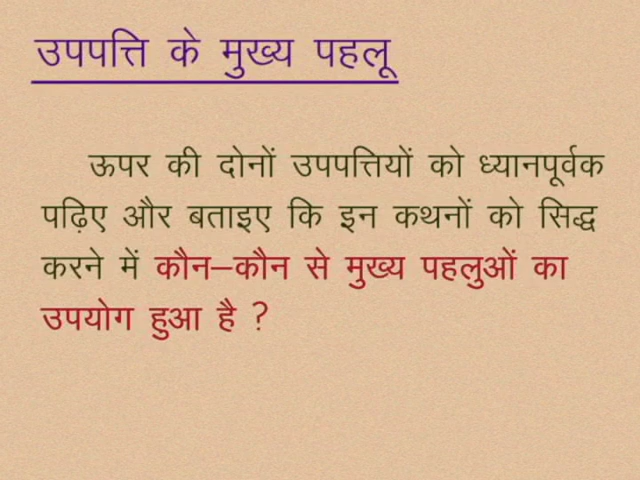 उपपत्ति के मुख्य पहलू
ऊपर की दोनों उपपत्तियों को ध्यानपूर्वक
पढ़िए और बताइए कि इन कथनों को सिद्ध
करने में कौन–कौन से मुख्य पहलुओं का
उपयोग हुआ है ?